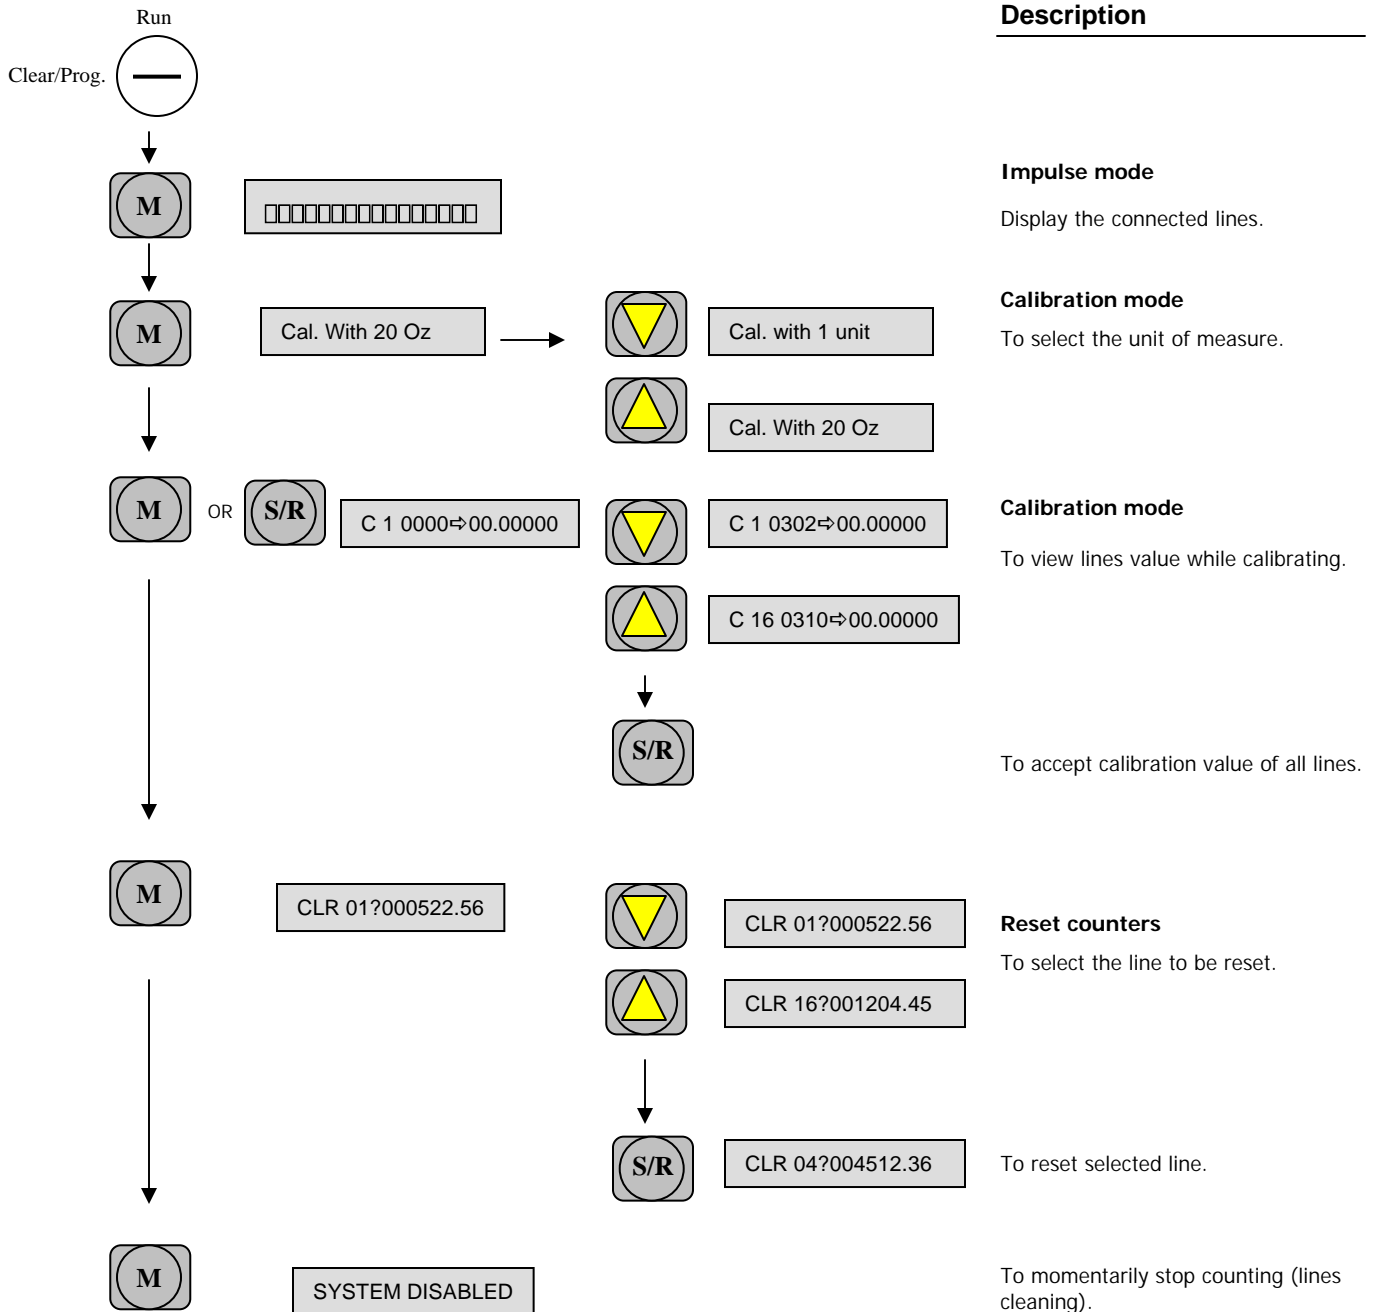 Run
Description
Clear/Prog.
Impulse mode
M
□□□□□□□□□□□□□□□□
Display the connected lines.
Calibration mode
M
Cal. With 20 Oz
Cal. with 1 unit
To select the unit of measure.
Cal. With 20 Oz
M
OR
S/R
C 1 0000⇨00.00000
C 1 0302⇨00.00000
Calibration mode
To view lines value while calibrating.
C 16 0310⇨00.00000
S/R
To accept calibration value of all lines.
M
CLR 01?000522.56
CLR 01?000522.56
Reset counters
To select the line to be reset.
CLR 16?001204.45
S/R
CLR 04?004512.36
To reset selected line.
M
SYSTEM DISABLED
To momentarily stop counting (lines
cleaning).